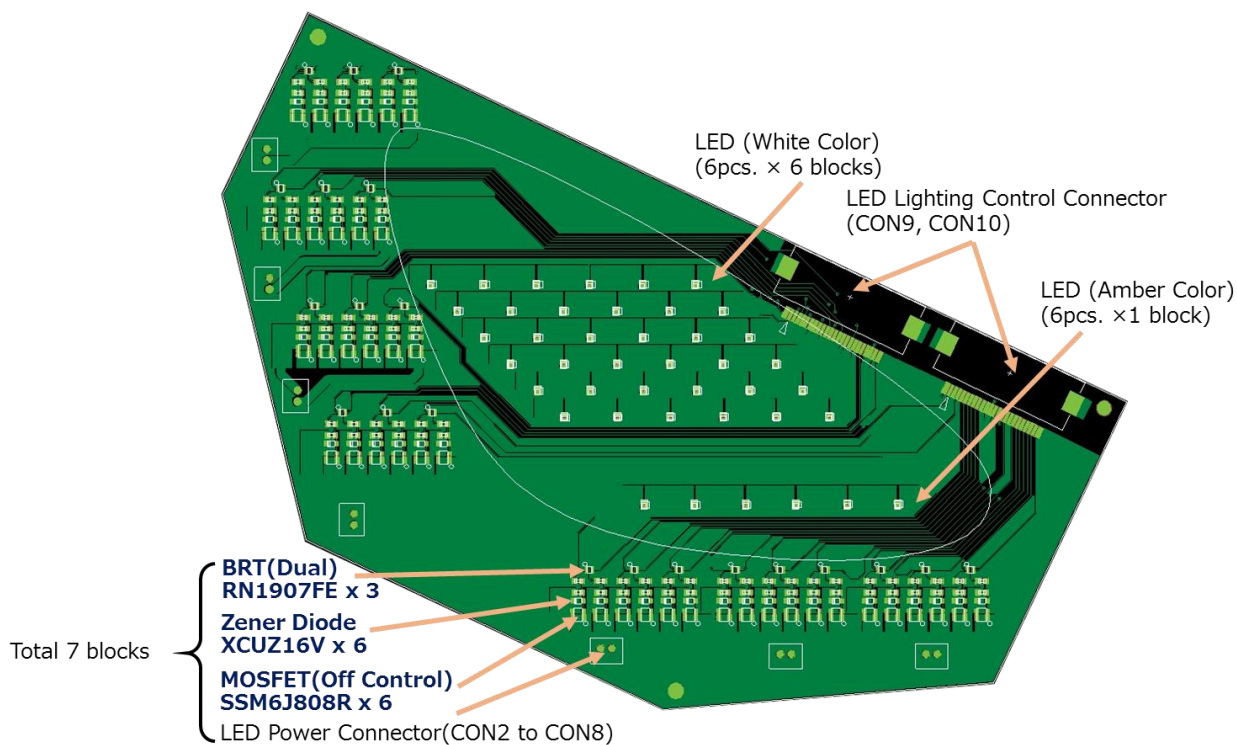 LED (White Color)
(6pcs. × 6 blocks)
LED Lighting Control Connector
(CON9, CON10)
LED (Amber Color)
(6pcs. ×1 block)
BRT(Dual)
RN1907FE x 3
Zener Diode
XCUZ16V x 6
Total 7 blocks
MOSFET(Off Control)
SSM6J808R x 6
LED Power Connector(CON2 to CON8)